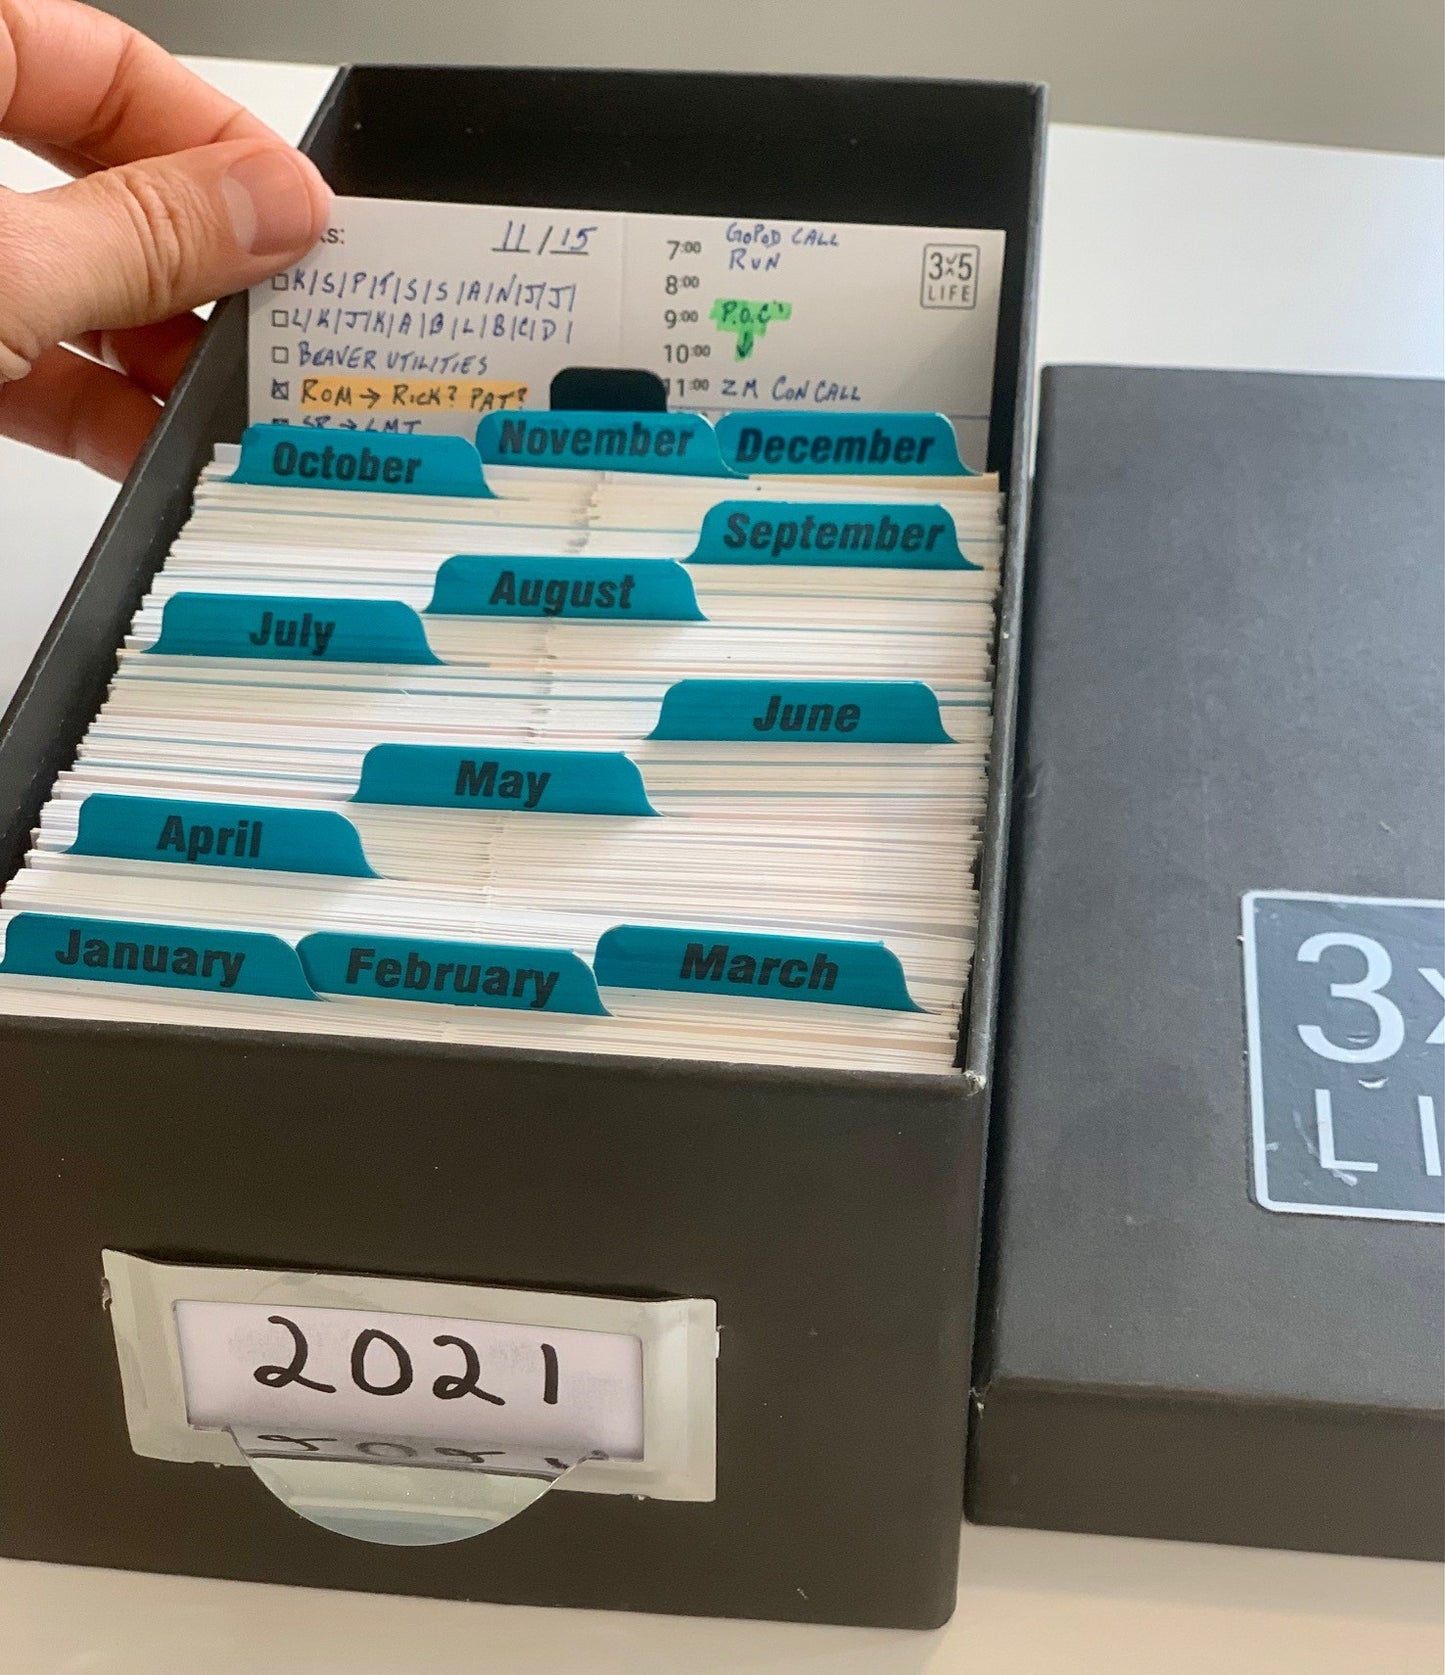 11/15
K/S/P/T/S/S/A/N/J/J/
L/K/J/K/A/B/L/B/C/D/
BEAVER UTILITIES
ROM → RICK? PAT?
SR → LMT
7:00 GOPOD CALL
RUN
8:00
9:00 P.O.C'
10:00
11:00 ZM CON CALL
3x5
LIFE
October
November
December
September
August
July
June
May
April
January
February
March
2021
3x
LI